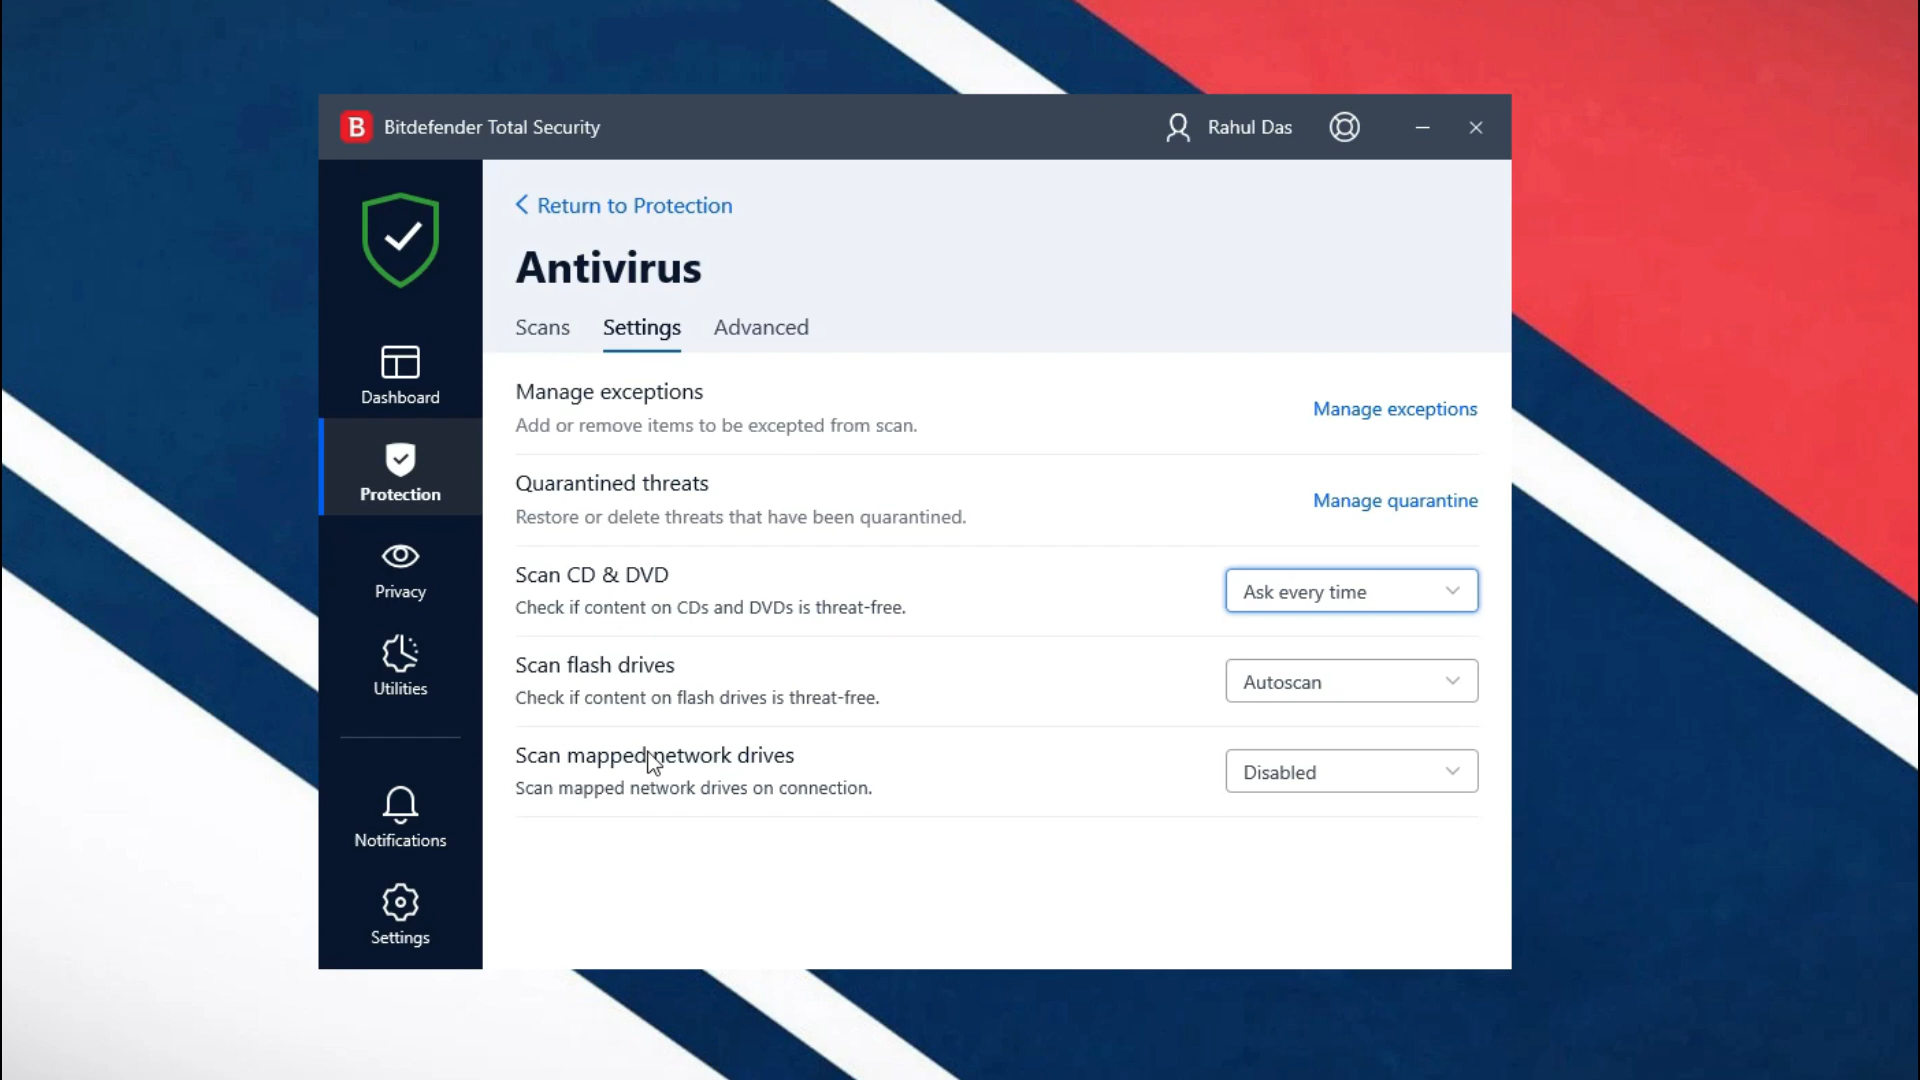 B Bitdefender Total Security
Rahul Das
Return to Protection
Antivirus
Scans Settings Advanced
Dashboard
Protection
Privacy
Utilities
Notifications
Settings
Manage exceptions
Add or remove items to be excepted from scan.
Manage exceptions
Quarantined threats
Restore or delete threats that have been quarantined.
Manage quarantine
Scan CD & DVD
Check if content on CDs and DVDs is threat-free.
Ask every time
Scan flash drives
Check if content on flash drives is threat-free.
Autoscan
Scan mapped network drives
Scan mapped network drives on connection.
Disabled